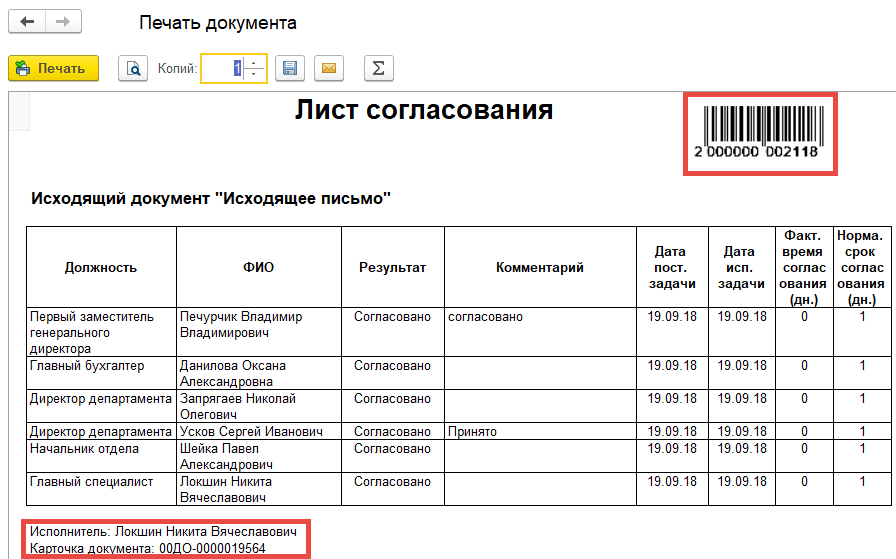 Печать документа
Печать Копий: 1 Σ
Лист согласования
2 000000 002118
Исходящий документ "Исходящее письмо"
Должность ФИО Результат Комментарий Дата пост. задачи Дата исп. задачи Факт. время соглас ования (дн.) Норма. срок соглас ования (дн.)
Первый заместитель Печурчик Владимир Согласовано согласовано 19.09.18 19.09.18 0 1
генерального Владимирович
директора
Главный бухгалтер Данилова Оксана Согласовано 19.09.18 19.09.18 0 1
Александровна
Директор департамента Запрягаев Николай Согласовано 19.09.18 19.09.18 0 1
Олегович
Директор департамента Усков Сергей Иванович Согласовано Принято 19.09.18 19.09.18 0 1
Начальник отдела Шейка Павел Согласовано 19.09.18 19.09.18 0 1
Александрович
Главный специалист Локшин Никита Согласовано 19.09.18 19.09.18 0 1
Вячеславович
Исполнитель: Локшин Никита Вячеславович
Карточка документа: 00ДО-0000019564